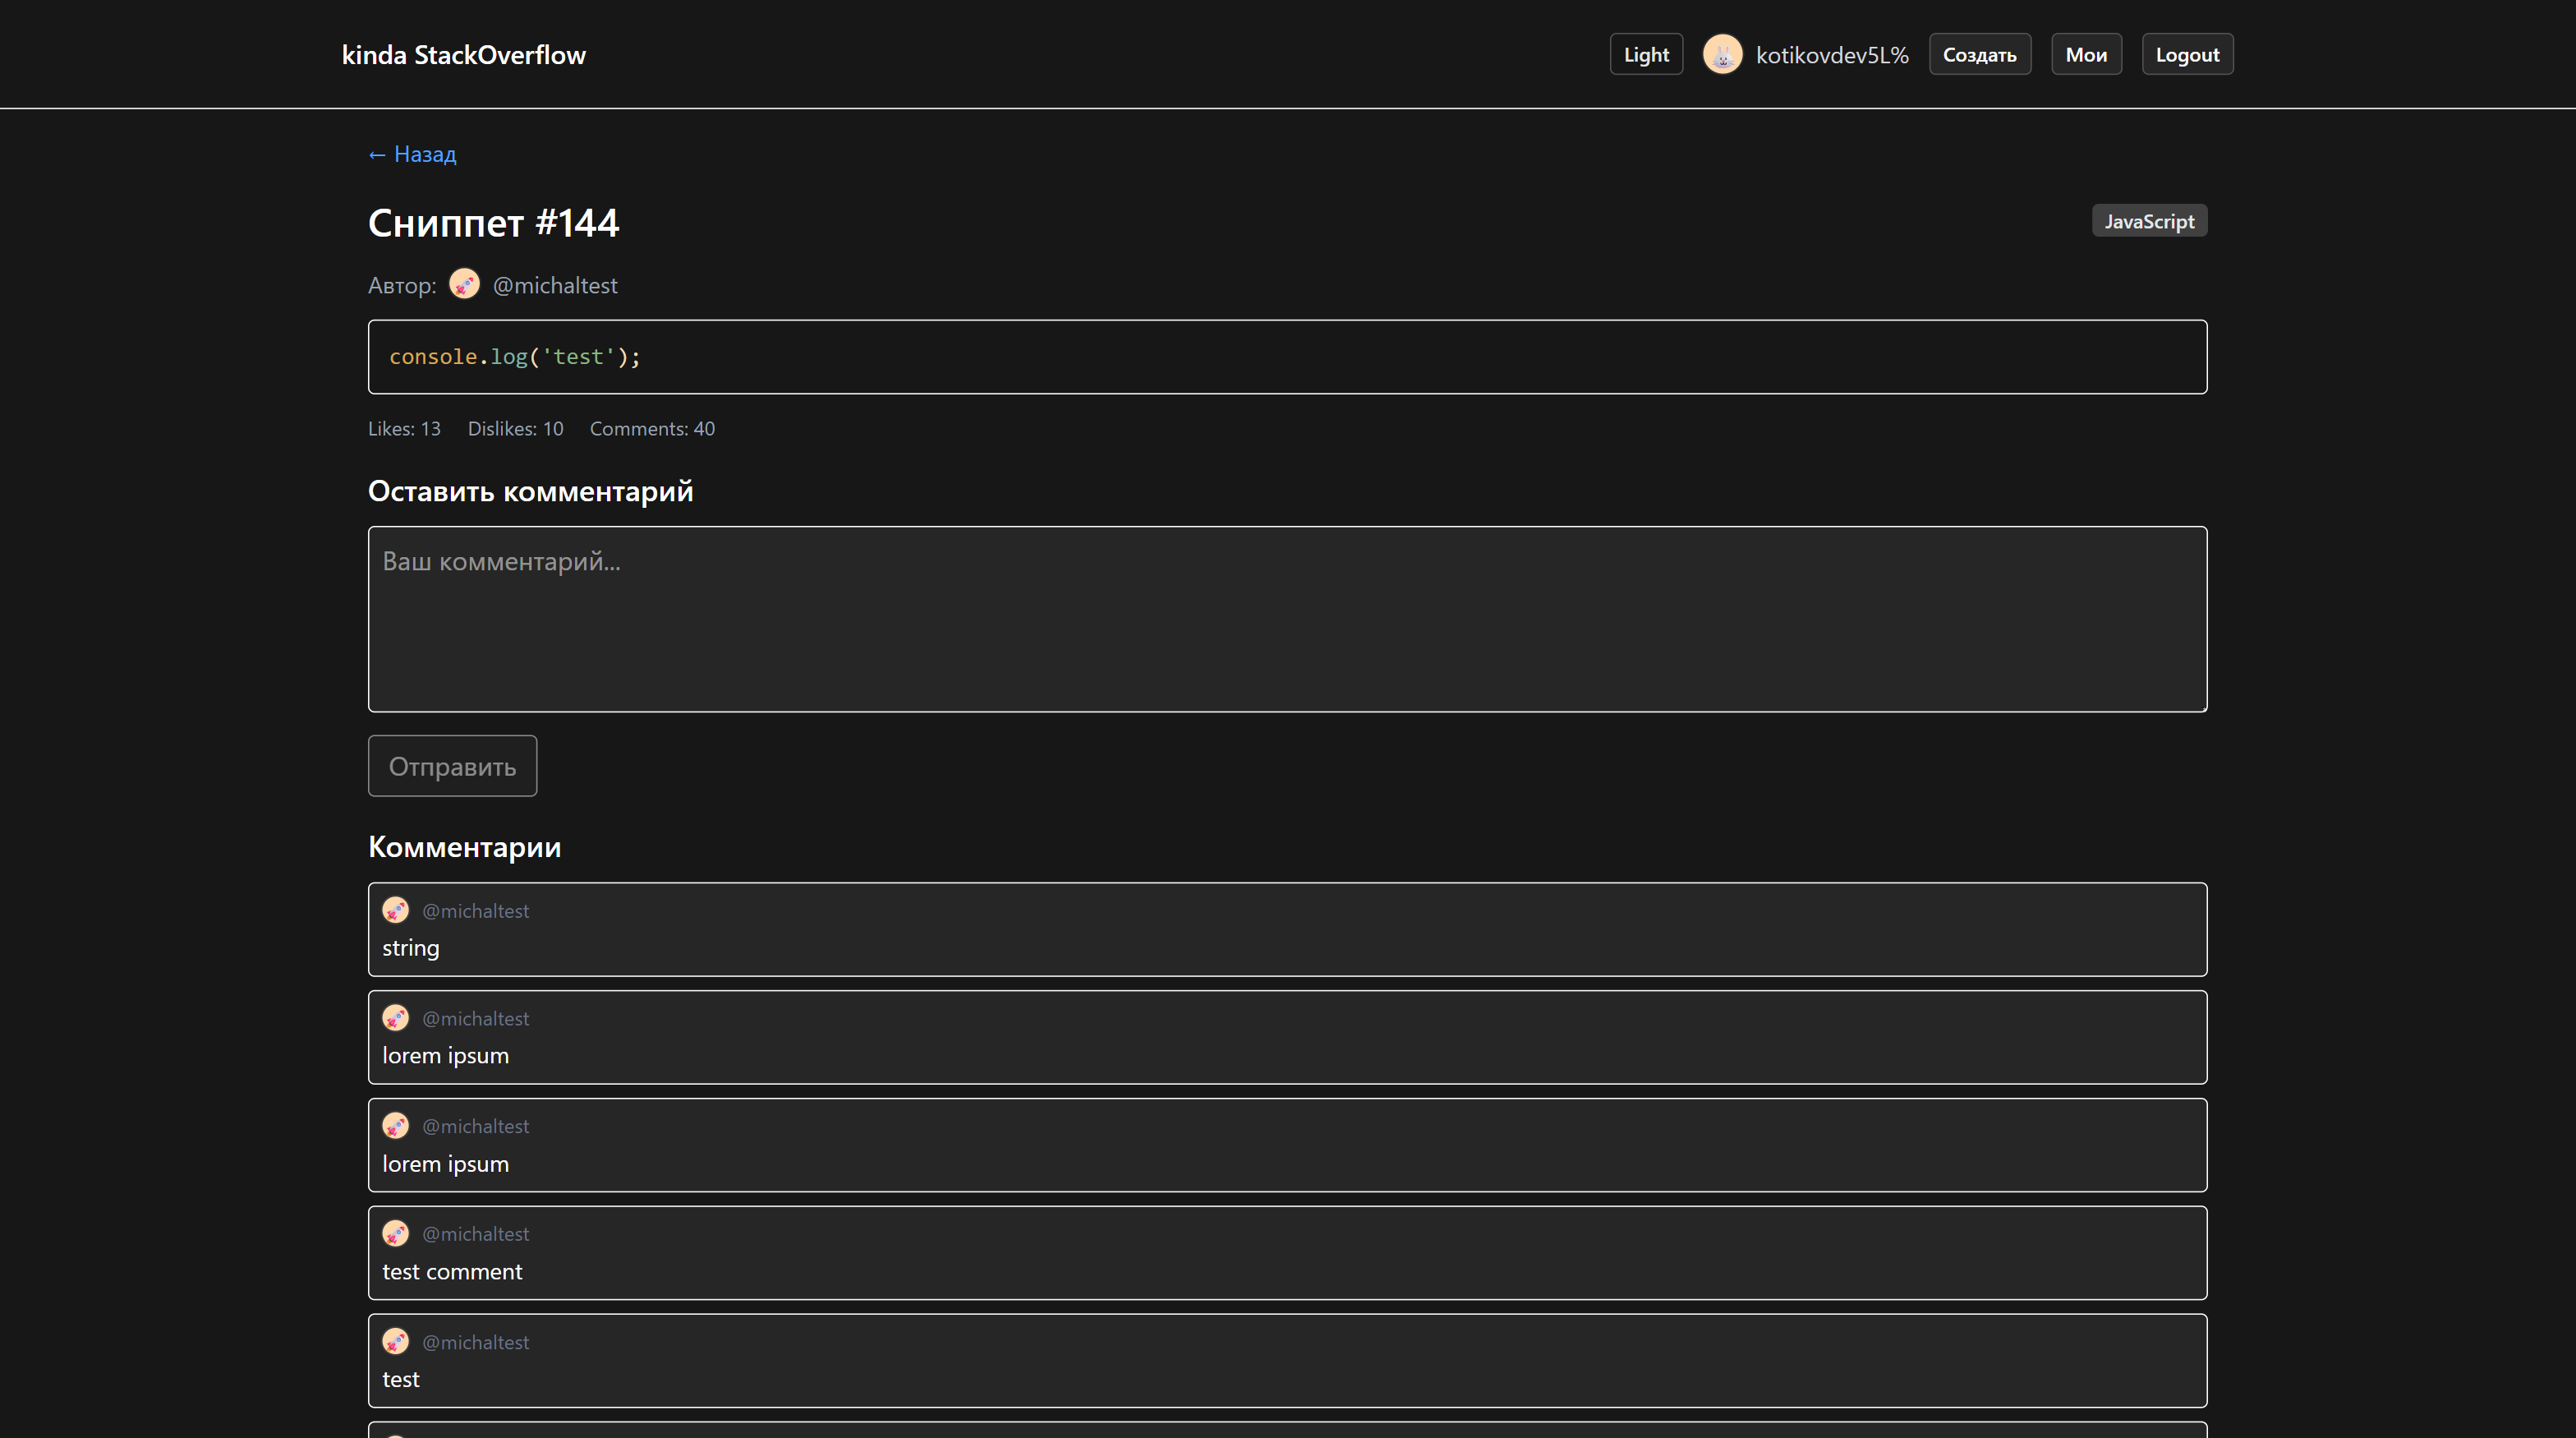 kinda StackOverflow
Light
kotikovdev5L%
Создать
Мои
Logout
← Назад
Сниппет #144
JavaScript
Автор: @michaltest
console.log('test');
Likes: 13 Dislikes: 10 Comments: 40
Оставить комментарий
Ваш комментарий...
Отправить
Комментарии
@michaltest
string
@michaltest
lorem ipsum
@michaltest
lorem ipsum
@michaltest
test comment
@michaltest
test